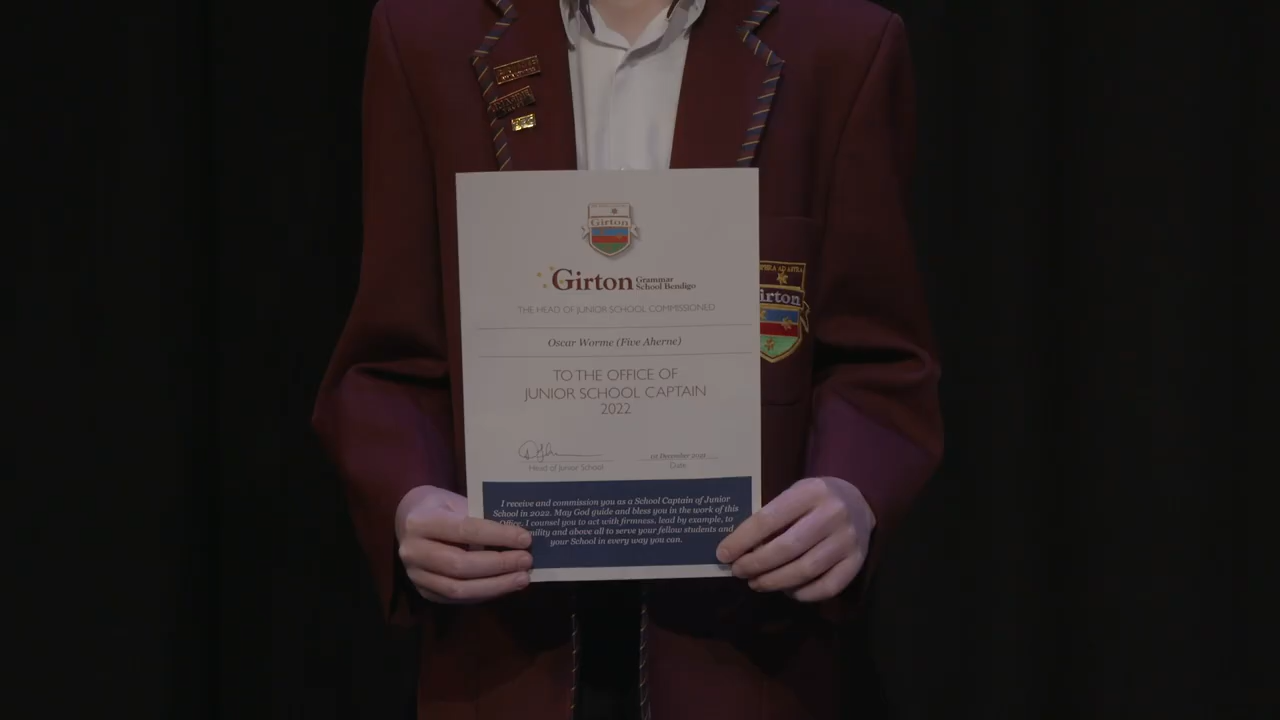 Girton
Girton Grammar
School Bendigo
THE HEAD OF JUNIOR SCHOOL COMMISSIONED
Oscar Worme (Five Aherne)
TO THE OFFICE OF
JUNIOR SCHOOL CAPTAIN
2022
Head of Junior School
Date
I receive and commission you as a School Captain of Junior
School in 2022. May God guide and bless you in the work of this
Office. I counsel you to act with firmness, lead by example, to
and above all to serve your fellow students and
your School in every way you can.
irton